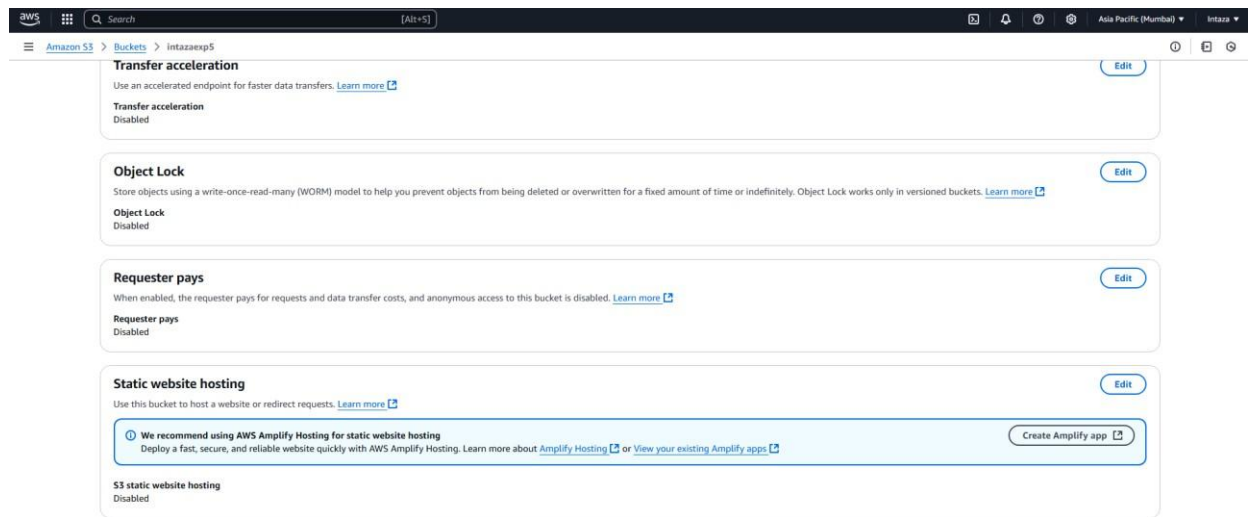 aws
Search
[Alt+S]
Asia Pacific (Mumbai)
Intaza
Amazon S3 > Buckets > intazaexp5
Transfer acceleration
Edit
Use an accelerated endpoint for faster data transfers. Learn more
Transfer acceleration
Disabled
Object Lock
Edit
Store objects using a write-once-read-many (WORM) model to help you prevent objects from being deleted or overwritten for a fixed amount of time or indefinitely. Object Lock works only in versioned buckets. Learn more
Object Lock
Disabled
Requester pays
Edit
When enabled, the requester pays for requests and data transfer costs, and anonymous access to this bucket is disabled. Learn more
Requester pays
Disabled
Static website hosting
Edit
Use this bucket to host a website or redirect requests. Learn more
We recommend using AWS Amplify Hosting for static website hosting
Create Amplify app
Deploy a fast, secure, and reliable website quickly with AWS Amplify Hosting. Learn more about Amplify Hosting or View your existing Amplify apps
S3 static website hosting
Disabled